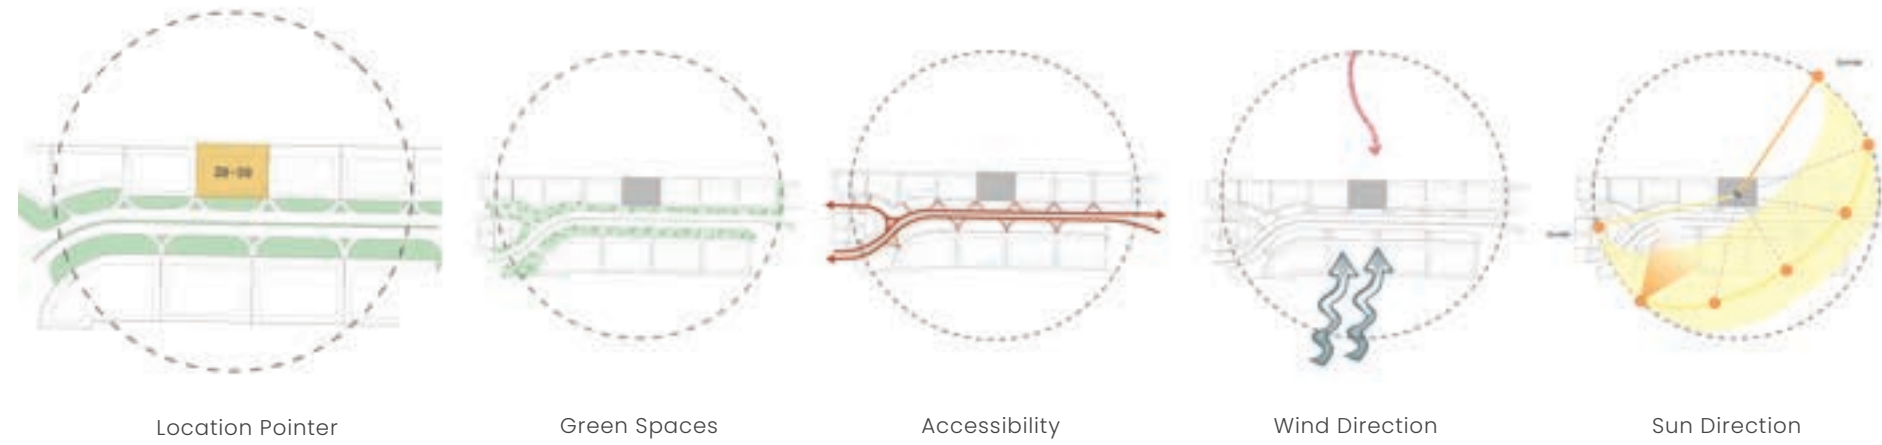 Location Pointer
Green Spaces
Accessibility
Wind Direction
Sun Direction